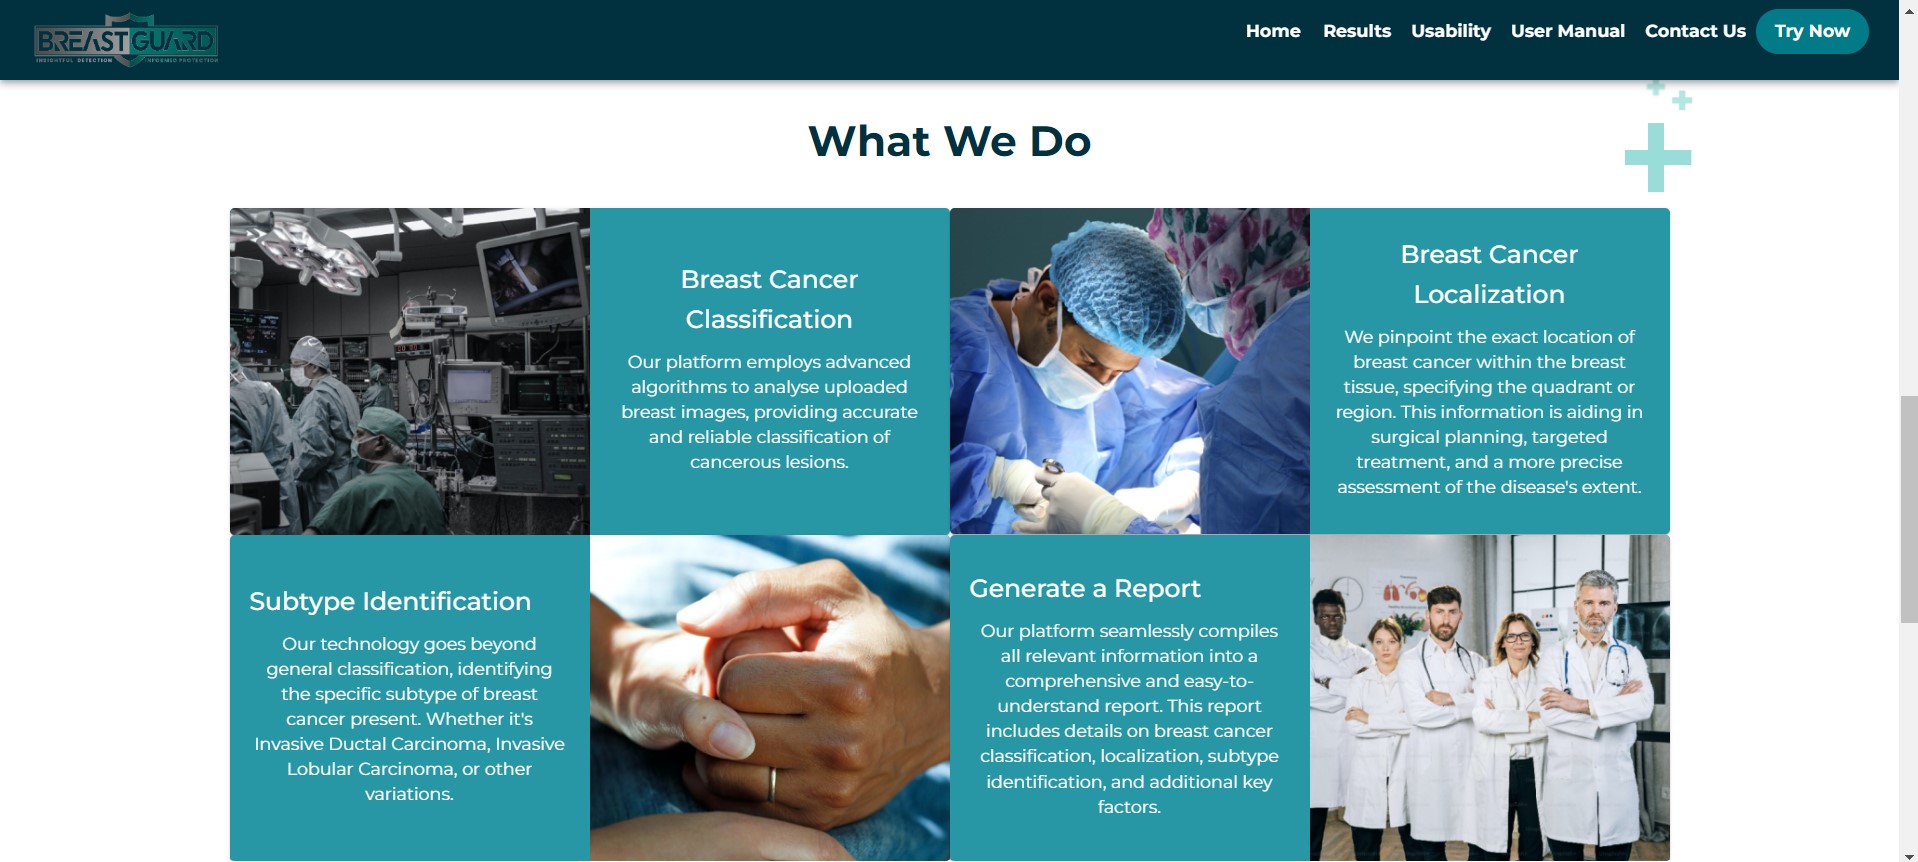 BREASTGUARD
INSIGHTFUL DETECTION INFORMED PROTECTION
Home Results Usability User Manual Contact Us Try Now
What We Do
Breast Cancer
Classification
Our platform employs advanced
algorithms to analyse uploaded
breast images, providing accurate
and reliable classification of
cancerous lesions.
Breast Cancer
Localization
We pinpoint the exact location of
breast cancer within the breast
tissue, specifying the quadrant or
region. This information is aiding in
surgical planning, targeted
treatment, and a more precise
assessment of the disease's extent.
Subtype Identification
Our technology goes beyond
general classification, identifying
the specific subtype of breast
cancer present. Whether it's
Invasive Ductal Carcinoma, Invasive
Lobular Carcinoma, or other
variations.
Generate a Report
Our platform seamlessly compiles
all relevant information into a
comprehensive and easy-to-
understand report. This report
includes details on breast cancer
classification, localization, subtype
identification, and additional key
factors.